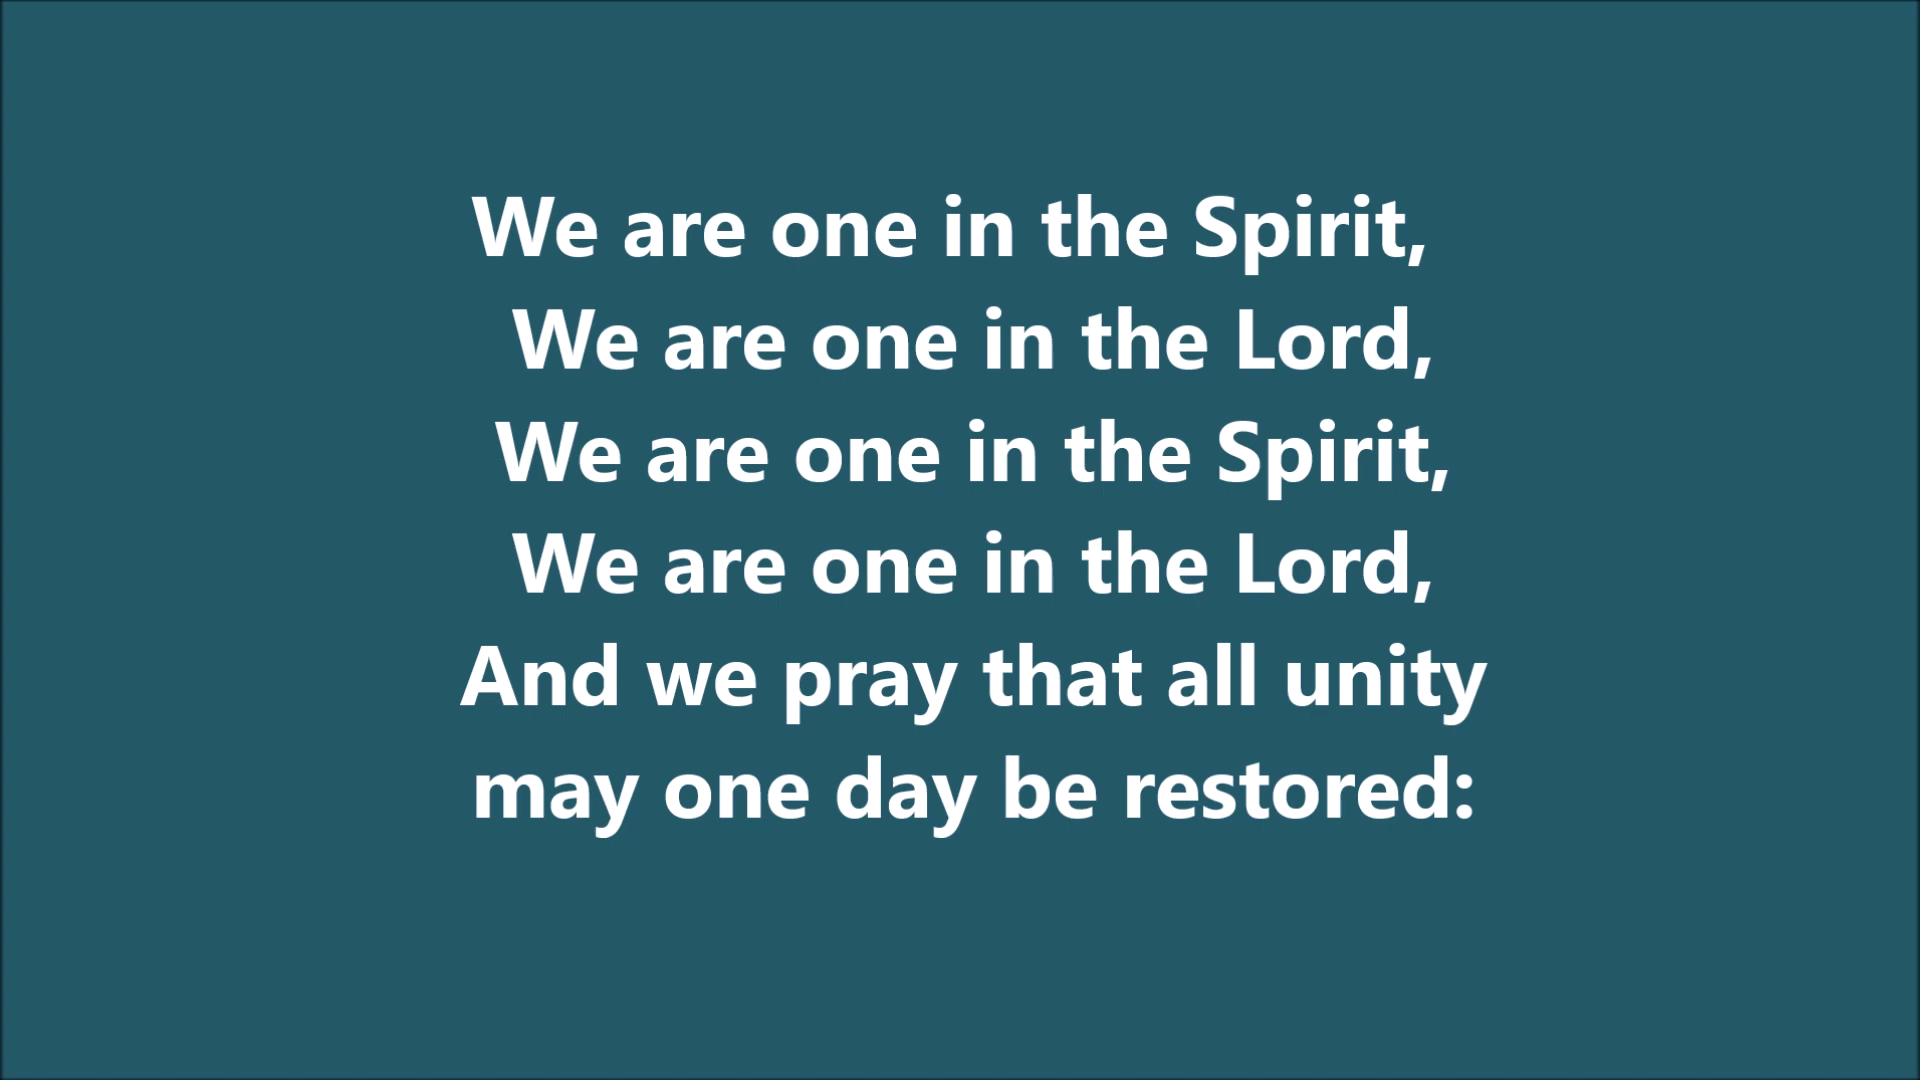 We are one in the Spirit,
We are one in the Lord,
We are one in the Spirit,
We are one in the Lord,
And we pray that all unity
may one day be restored: